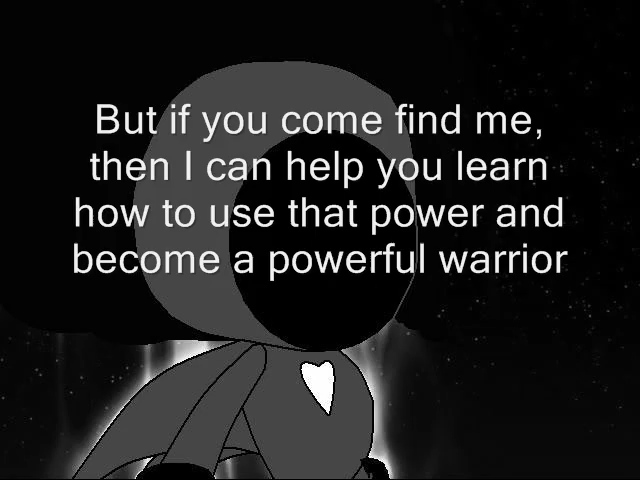 But if you come find me,
then I can help you learn
how to use that power and
become a powerful warrior